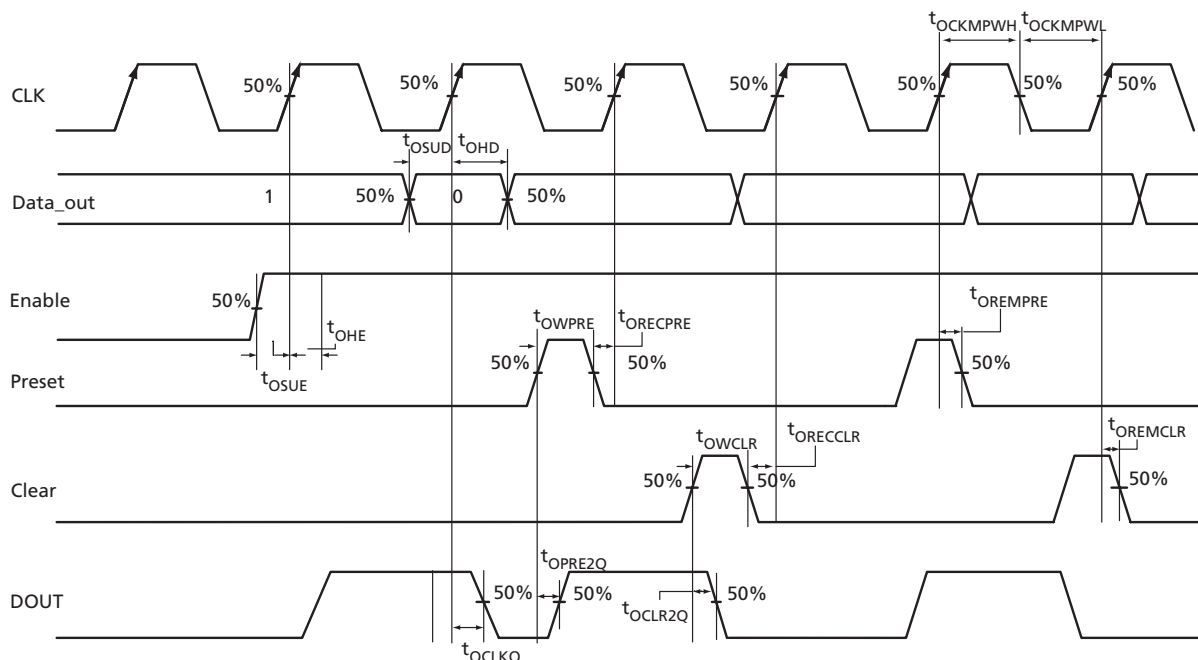 tOCKMPWH tOCKMPWL
CLK 50% 50% 50% 50% 50% 50% 50%
tOSUD tOHD
Data_out 1 50% 0 50%
Enable 50%
tOHE tOWPRE tORECPRE tOREMPRE
Preset tOSUE 50% 50% 50%
tOWCLR tORECCLR tOREMCLR
Clear 50% 50% 50%
tOPRE2Q
DOUT 50% 50% tOCLR2Q 50%
tOCLKQ